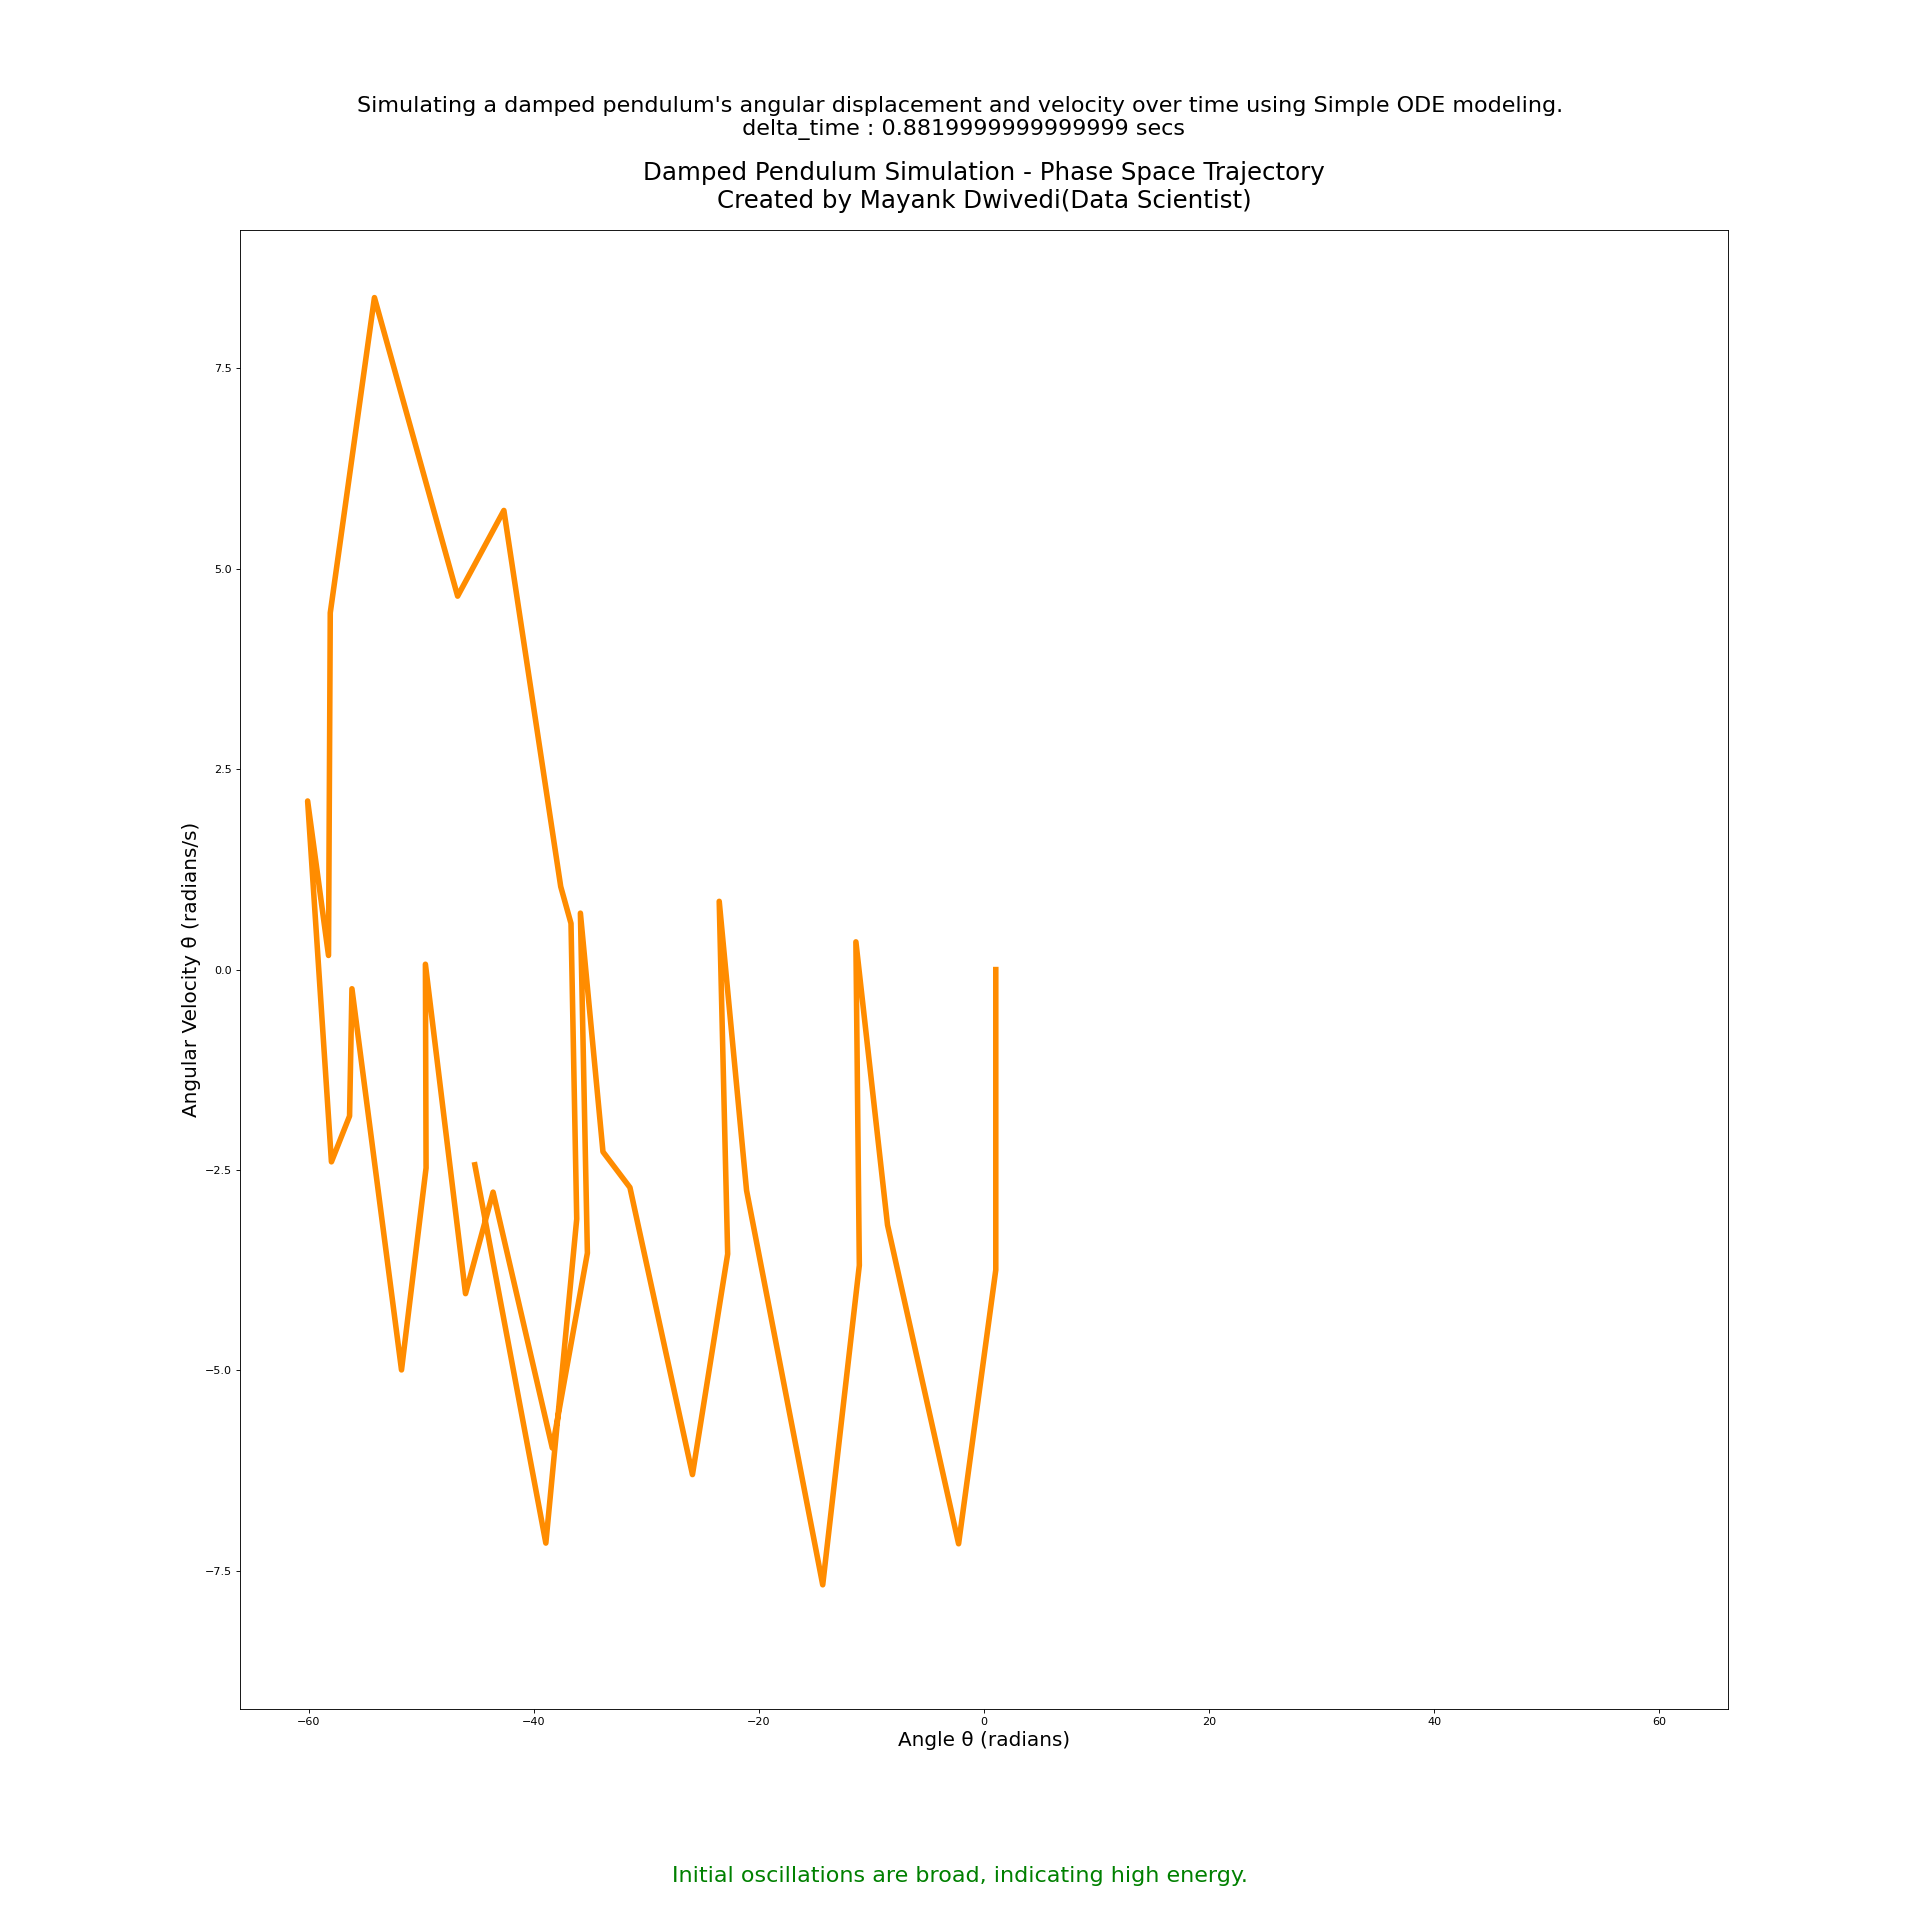 Simulating a damped pendulum's angular displacement and velocity over time using Simple ODE modeling.
delta_time : 0.8819999999999999 secs
Damped Pendulum Simulation - Phase Space Trajectory
Created by Mayank Dwivedi(Data Scientist)
7.5
5.0
2.5
0.0
−2.5
−5.0
−7.5
Angular Velocity θ (radians/s)
−60
−40
−20
0
20
40
60
Angle θ (radians)
Initial oscillations are broad, indicating high energy.